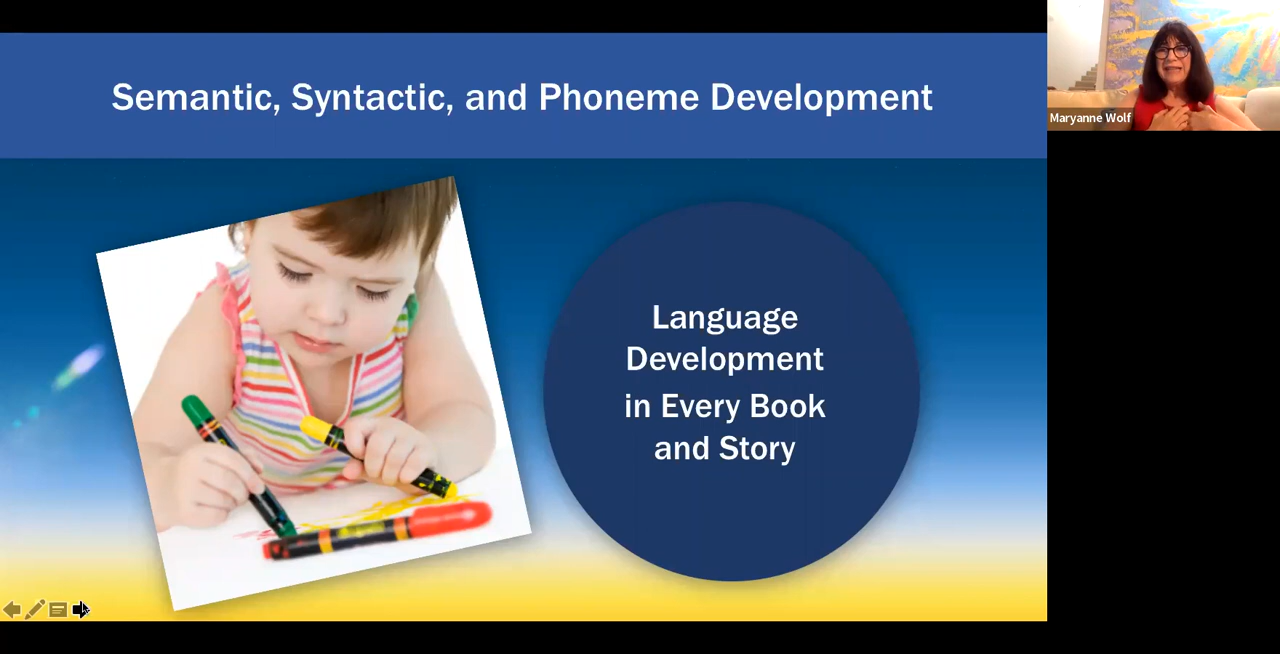 Semantic, Syntactic, and Phoneme Development
Maryanne Wolf
Language
Development
in Every Book
and Story